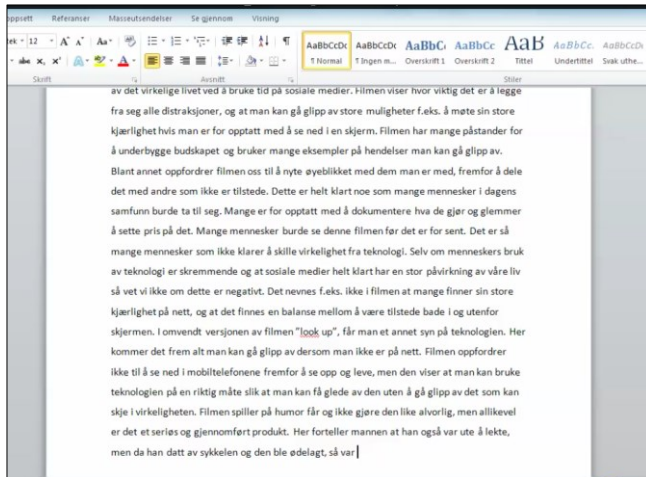 oppsett Referanser Masseutsendelser Se gjennom Visning
tek 12 A A Aa
abc x, x² A A
AaBbCcDc AaBbCcDc AaBbC AaBbCc AaB AaBbCc. AaBbCcDi
¶ Normal ¶ Ingen m... Overskrift 1 Overskrift 2 Tittel Undertittel Svak uthe...
Skrift Avsnitt Stiler
av det virkelige livet ved å bruke tid på sosiale medier. Filmen viser hvor viktig det er å legge
fra seg alle distraksjoner, og at man kan gå glipp av store muligheter f.eks. å møte sin store
kjærlighet hvis man er for opptatt med å se ned i en skjerm. Filmen har mange påstander for
å underbygge budskapet og bruker mange eksempler på hendelser man kan gå glipp av.
Blant annet oppfordrer filmen oss til å nyte øyeblikket med dem man er med, fremfor å dele
det med andre som ikke er tilstede. Dette er helt klart noe som mange mennesker i dagens
samfunn burde ta til seg. Mange er for opptatt med å dokumentere hva de gjør og glemmer
å sette pris på det. Mange mennesker burde se denne filmen før det er for sent. Det er så
mange mennesker som ikke klarer å skille virkelighet fra teknologi. Selv om menneskers bruk
av teknologi er skremmende og at sosiale medier helt klart har en stor påvirkning av våre liv
så vet vi ikke om dette er negativt. Det nevnes f.eks. ikke i filmen at mange finner sin store
kjærlighet på nett, og at det finnes en balanse mellom å være tilstede bade i og utenfor
skjermen. I omvendt versjonen av filmen "look up", får man et annet syn på teknologien. Her
kommer det frem alt man kan gå glipp av dersom man ikke er på nett. Filmen oppfordrer
ikke til å se ned i mobiltelefonene fremfor å se opp og leve, men den viser at man kan bruke
teknologien på en riktig måte slik at man kan få glede av den uten å gå glipp av det som kan
skje i virkeligheten. Filmen spiller på humor får og ikke gjøre den like alvorlig, men allikevel
er det et seriøs og gjennomført produkt. Her forteller mannen at han også var ute å lekte,
men da han datt av sykkelen og den ble ødelagt, så var